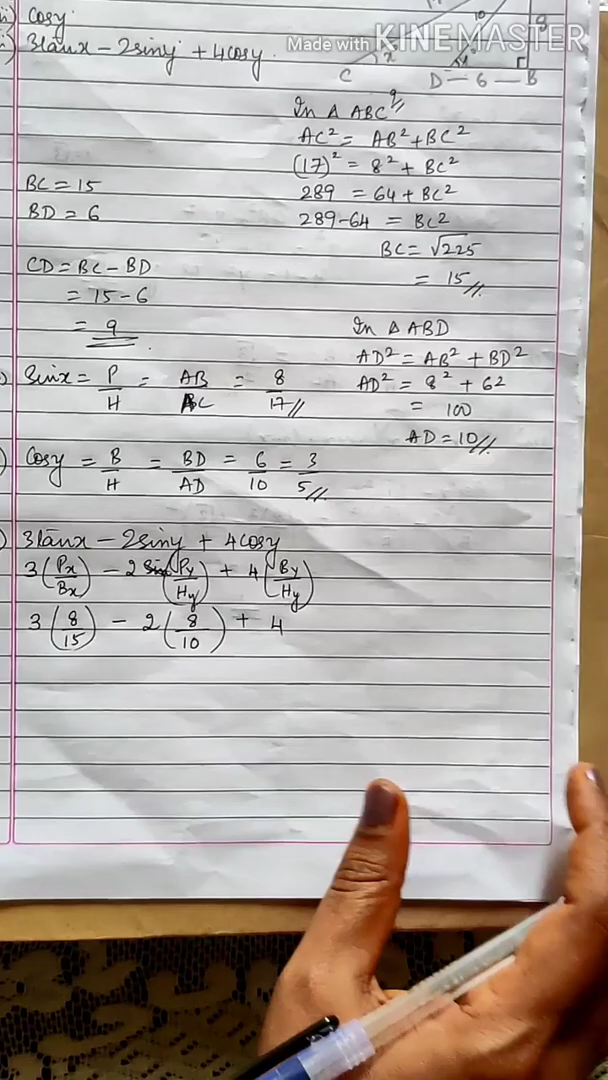 ii) Cosy
3tanx - 2siny + 4cosy
Made with KINEMASTER
10
C x D - 6 - B
9
In △ ABC
AC² = AB² + BC²
(17)² = 8² + BC²
289 = 64 + BC²
289 - 64 = BC²
BC = √225
= 15
BC = 15
BD = 6
CD = BC - BD
= 15 - 6
= 9
In △ ABD
AD² = AB² + BD²
AD² = 8² + 62
= 100
AD = 10
Sinx = P/H = AB/AC = 8/17
Cosy = B/H = BD/AD = 6/10 = 3/5
3tanx - 2siny + 4cosy
3(Px/Bx) - 2(Py/Hy) + 4(By/Hy)
3(8/15) - 2(8/10) + 4